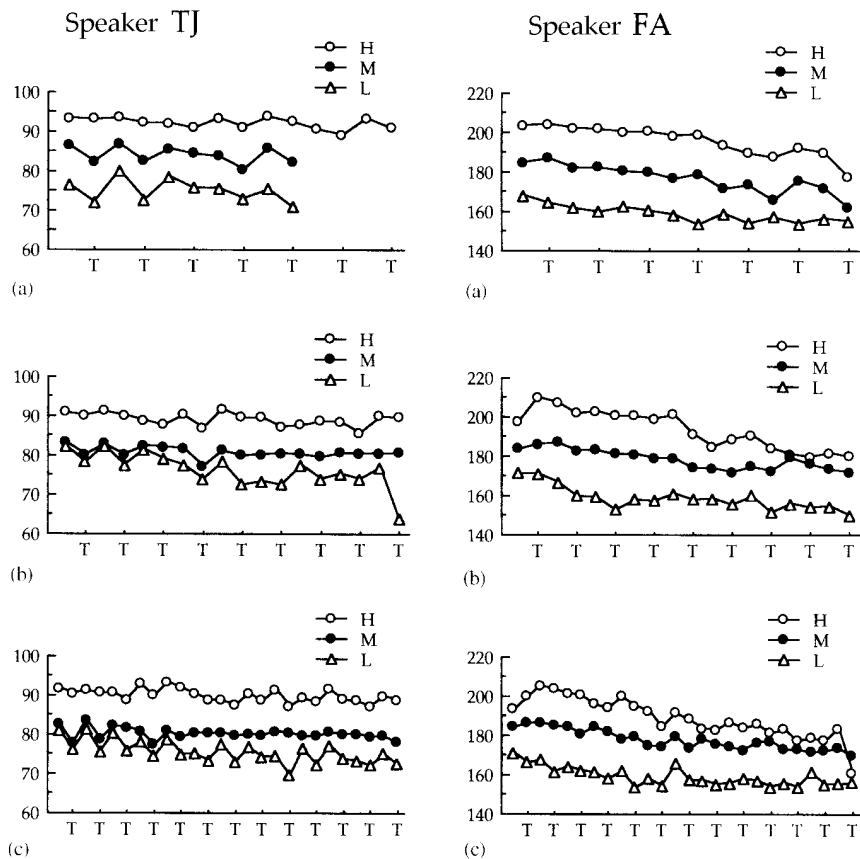 Speaker TJ
H
M
L
100
90
80
70
60
T T T T T T T
(a)
H
M
L
100
90
80
70
60
T T T T T T T T T
(b)
H
M
L
100
90
80
70
60
T T T T T T T T T T T T T
(c)
Speaker FA
H
M
L
220
200
180
160
140
T T T T T T T
(a)
H
M
L
220
200
180
160
140
T T T T T T T T T
(b)
H
M
L
220
200
180
160
140
T T T T T T T T T T T T T
(c)